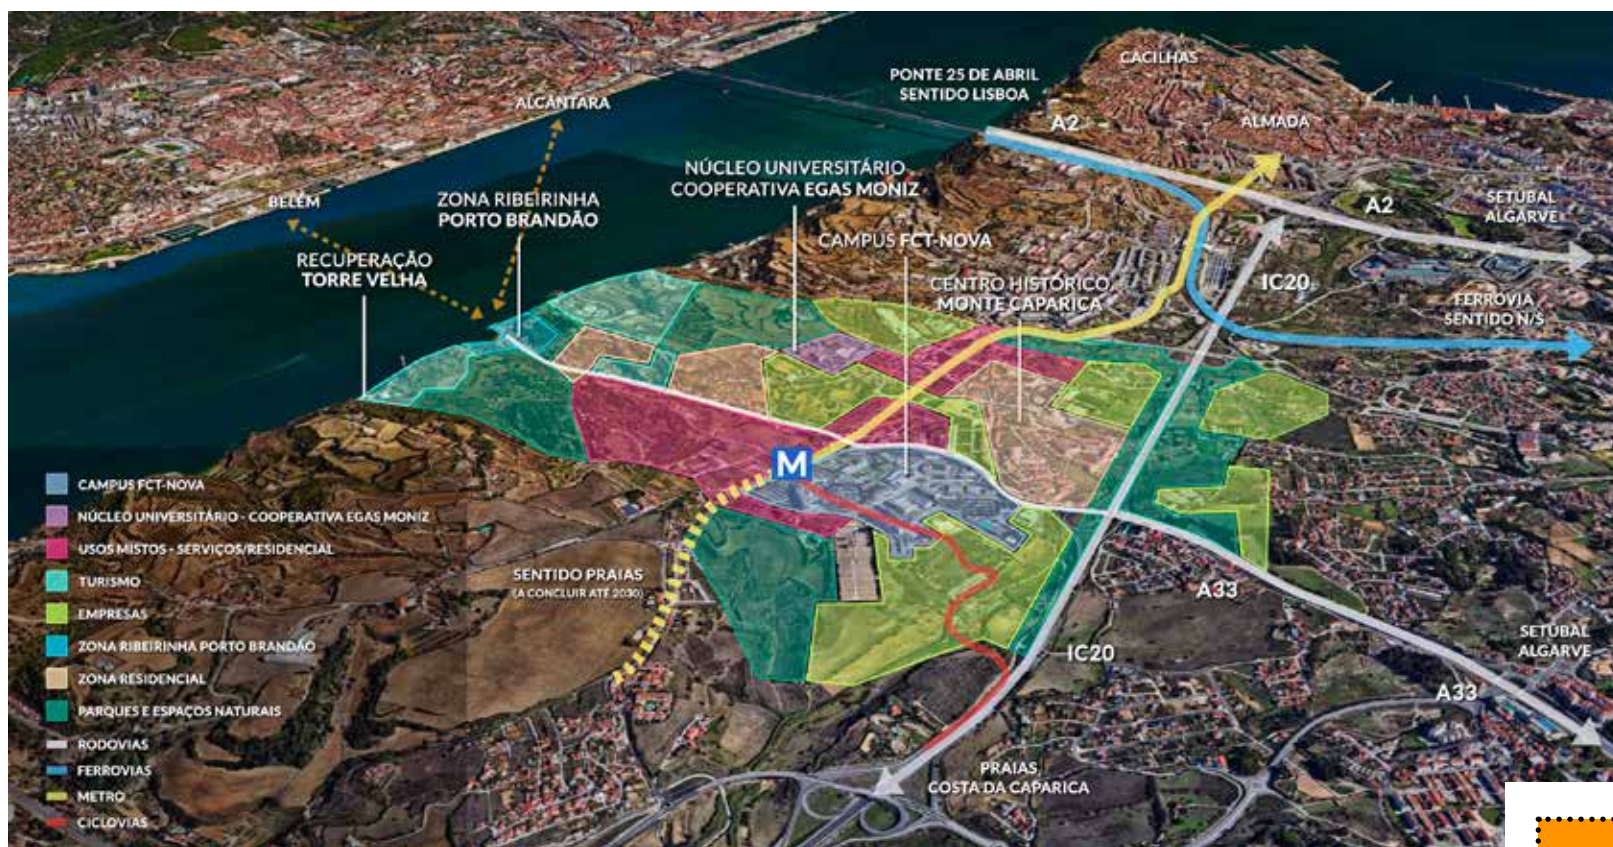 CACILHAS
PONTE 25 DE ABRIL
SENTIDO LISBOA
ALCÂNTARA
A2
ALMADA
NÚCLEO UNIVERSITÁRIO
COOPERATIVA EGAS MONIZ
BELÉM
ZONA RIBEIRINHA
PORTO BRANDÃO
A2
SETÚBAL
ALGARVE
CAMPUS FCT-NOVA
RECUPERAÇÃO
TORRE VELHA
CENTRO HISTÓRICO
MONTE CAPARICA
IC20
FERROVIA
SENTIDO N/S
M
CAMPUS FCT-NOVA
NÚCLEO UNIVERSITÁRIO - COOPERATIVA EGAS MONIZ
USOS MISTOS - SERVIÇOS/RESIDENCIAL
TURISMO
EMPRESAS
ZONA RIBEIRINHA PORTO BRANDÃO
ZONA RESIDENCIAL
PARQUES E ESPAÇOS NATURAIS
RODOVIAS
FERROVIAS
METRO
CICLOVIAS
SENTIDO PRAIAS
(A CONCLUIR ATÉ 2030)
A33
IC20
SETÚBAL
ALGARVE
A33
PRAIAS
COSTA DA CAPARICA